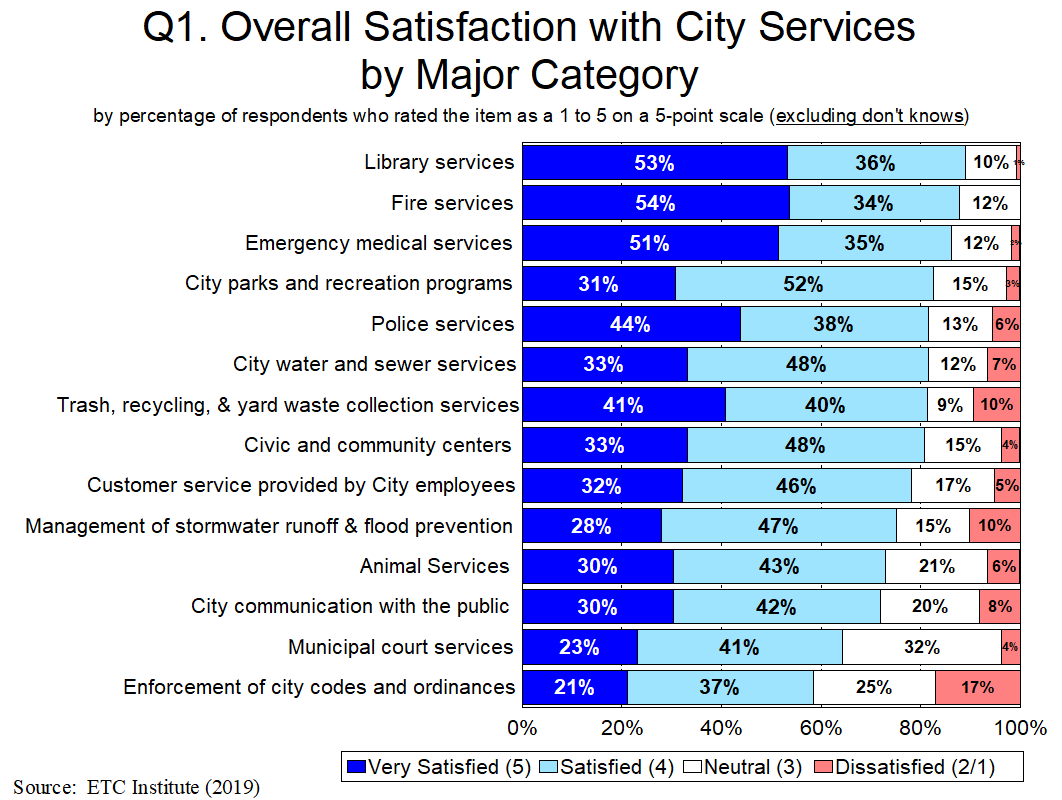 Q1. Overall Satisfaction with City Services
by Major Category
by percentage of respondents who rated the item as a 1 to 5 on a 5-point scale (excluding don't knows)
Library services 53% 36% 10% 1%
Fire services 54% 34% 12%
Emergency medical services 51% 35% 12% 2%
City parks and recreation programs 31% 52% 15% 3%
Police services 44% 38% 13% 6%
City water and sewer services 33% 48% 12% 7%
Trash, recycling, & yard waste collection services 41% 40% 9% 10%
Civic and community centers 33% 48% 15% 4%
Customer service provided by City employees 32% 46% 17% 5%
Management of stormwater runoff & flood prevention 28% 47% 15% 10%
Animal Services 30% 43% 21% 6%
City communication with the public 30% 42% 20% 8%
Municipal court services 23% 41% 32% 4%
Enforcement of city codes and ordinances 21% 37% 25% 17%
0% 20% 40% 60% 80% 100%
Very Satisfied (5) Satisfied (4) Neutral (3) Dissatisfied (2/1)
Source: ETC Institute (2019)